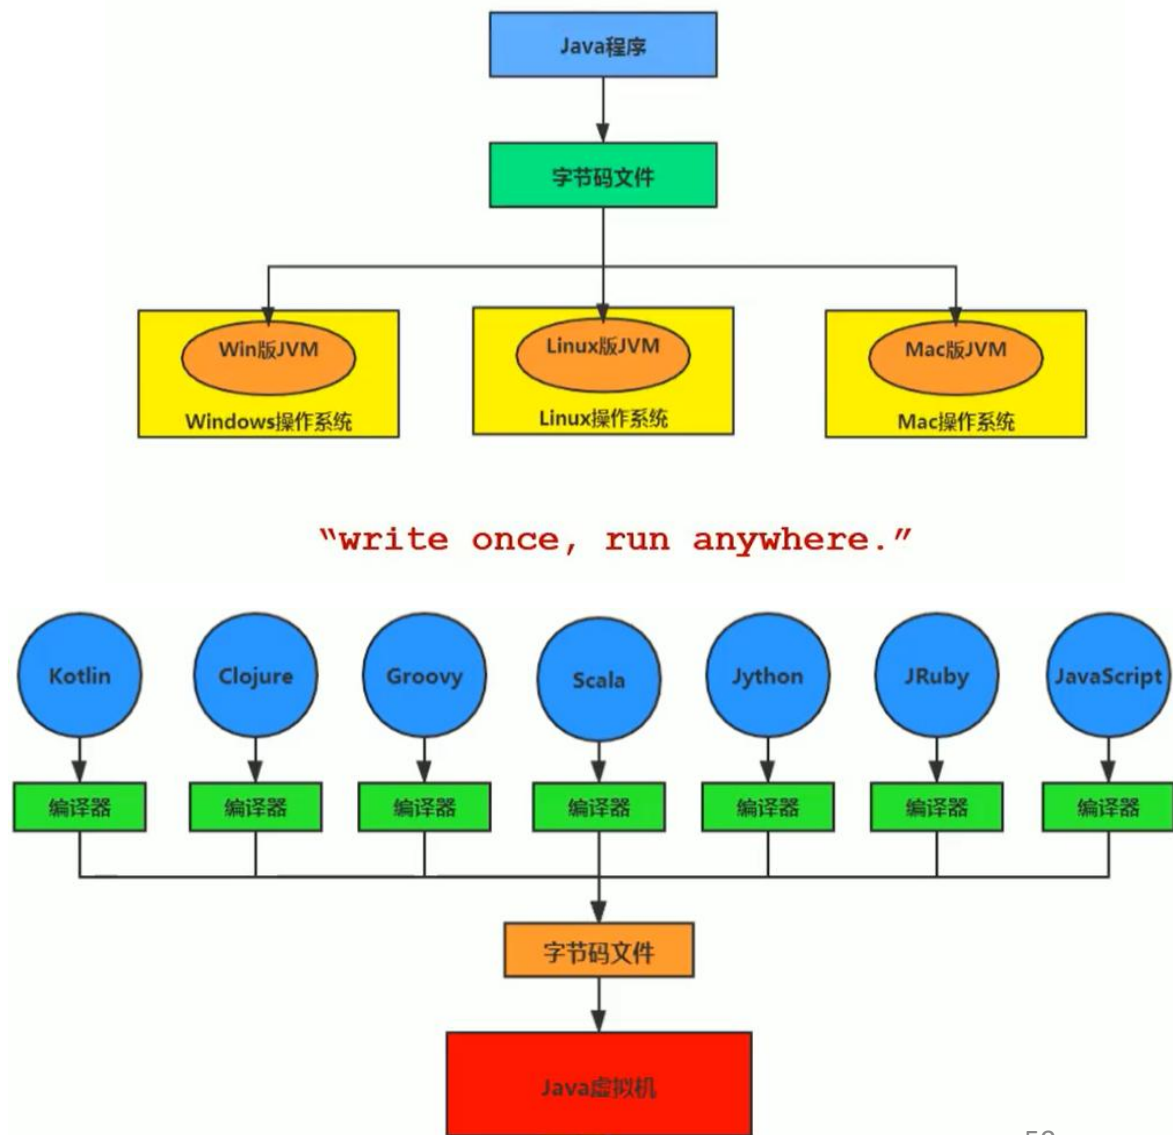 Java程序
字节码文件
Win版JVM
Linux版JVM
Mac版JVM
Windows操作系统
Linux操作系统
Mac操作系统
“write once, run anywhere.”
Kotlin
Clojure
Groovy
Scala
Jython
JRuby
JavaScript
编译器
编译器
编译器
编译器
编译器
编译器
编译器
字节码文件
Java虚拟机